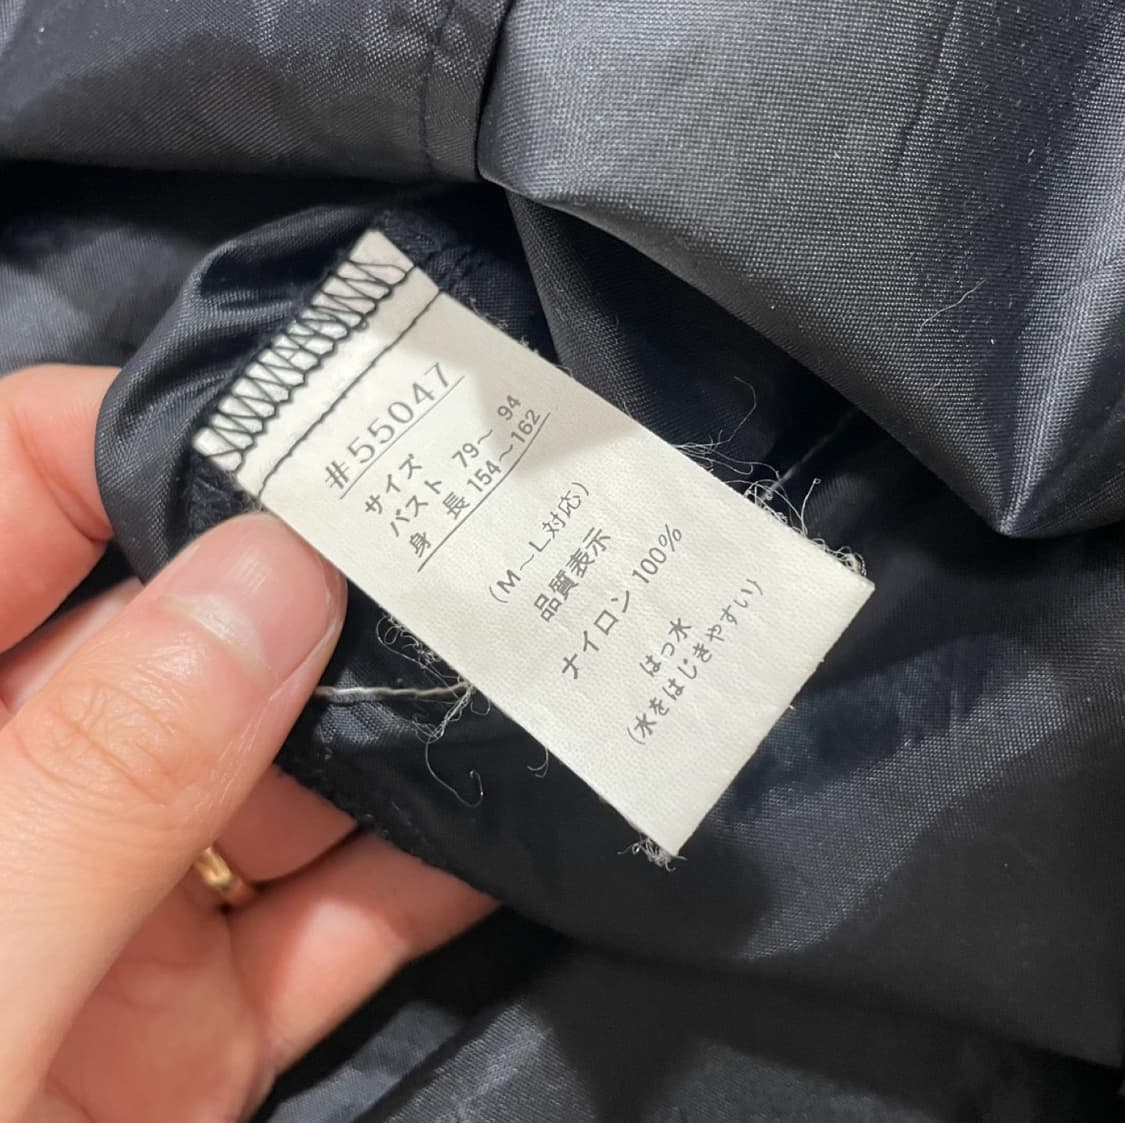 #55047
サイズ
バスト 79～ 94
身 長 154～162
(M～L対応)
品質表示
ナイロン 100%
はっ水
(水をはじきやすい)